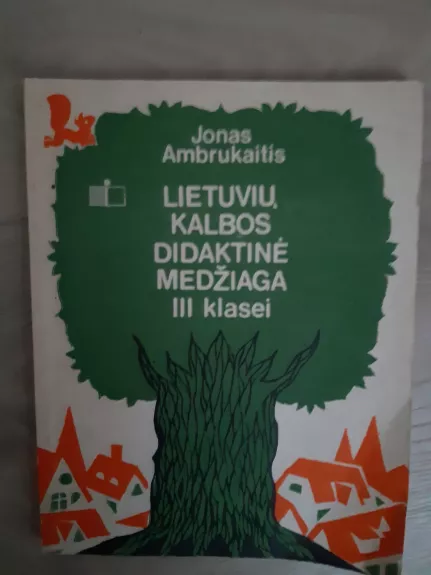 Jonas
Ambrukaitis
LIETUVIŲ
KALBOS
DIDAKTINĖ
MEDŽIAGA
III klasei